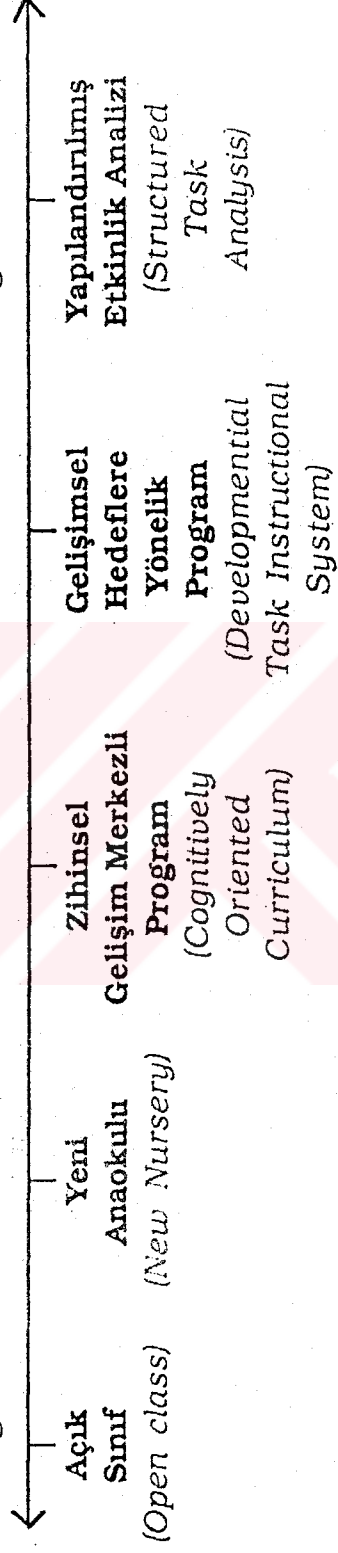 Açık
Sınıf
(Open class)
Yeni
Anaokulu
(New Nursery)
Zihinsel
Gelişim Merkezli
Program
(Cognitively
Oriented
Curriculum)
Gelişimsel
Hedeflere
Yönelik
Program
(Developmential
Task Instructional
System)
Yapılandırılmış
Etkinlik Analizi
(Structured
Task
Analysis)